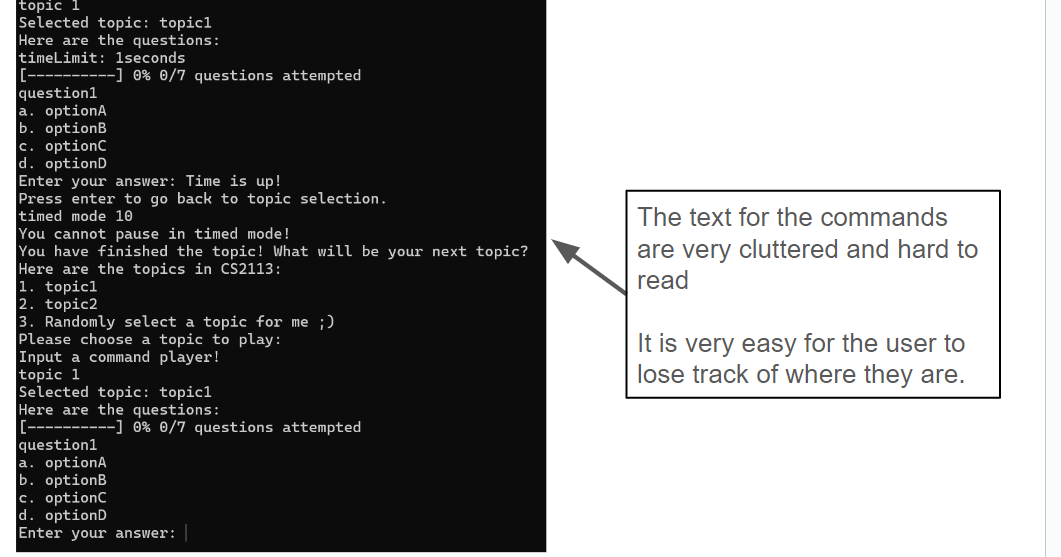 topic 1
Selected topic: topic1
Here are the questions:
timeLimit: 1seconds
[----------] 0% 0/7 questions attempted
question1
a. optionA
b. optionB
c. optionC
d. optionD
Enter your answer: Time is up!
Press enter to go back to topic selection.
timed mode 10
You cannot pause in timed mode!
You have finished the topic! What will be your next topic?
Here are the topics in CS2113:
1. topic1
2. topic2
3. Randomly select a topic for me ;)
Please choose a topic to play:
Input a command player!
topic 1
Selected topic: topic1
Here are the questions:
[----------] 0% 0/7 questions attempted
question1
a. optionA
b. optionB
c. optionC
d. optionD
Enter your answer:
The text for the commands
are very cluttered and hard to
read
It is very easy for the user to
lose track of where they are.